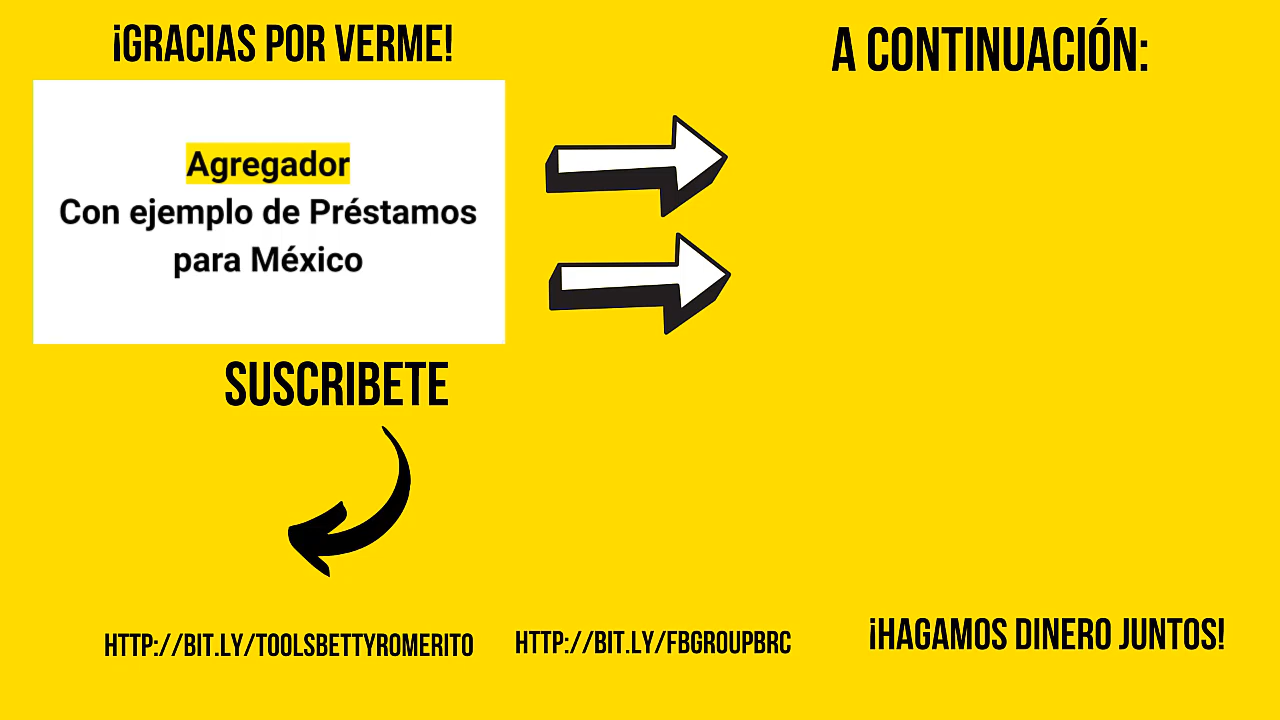 ¡GRACIAS POR VERME!
A CONTINUACIÓN:
Agregador
Con ejemplo de Préstamos
para México
SUSCRIBETE
HTTP://BIT.LY/TOOLSBETTYROMERITO
HTTP://BIT.LY/FBGROUPBRC
¡HAGAMOS DINERO JUNTOS!